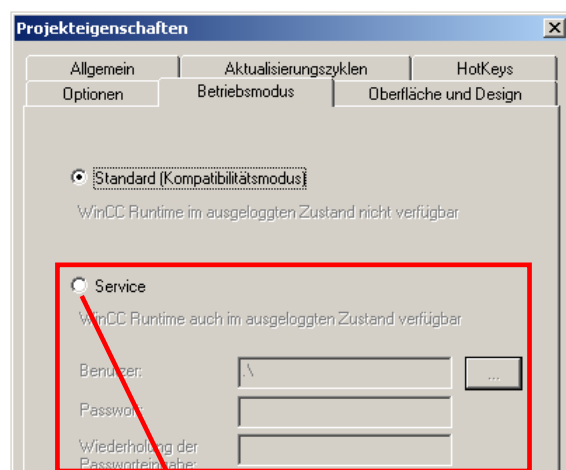 Projekteigenschaften
Allgemein Aktualisierungszyklen HotKeys
Optionen Betriebsmodus Oberfläche und Design
Standard (Kompatibilitätsmodus)
WinCC Runtime im ausgeloggten Zustand nicht verfügbar
Service
WinCC Runtime auch im ausgeloggten Zustand verfügbar
Benutzer: .\
...
Passwort:
Wiederholung der
Passworteingabe: